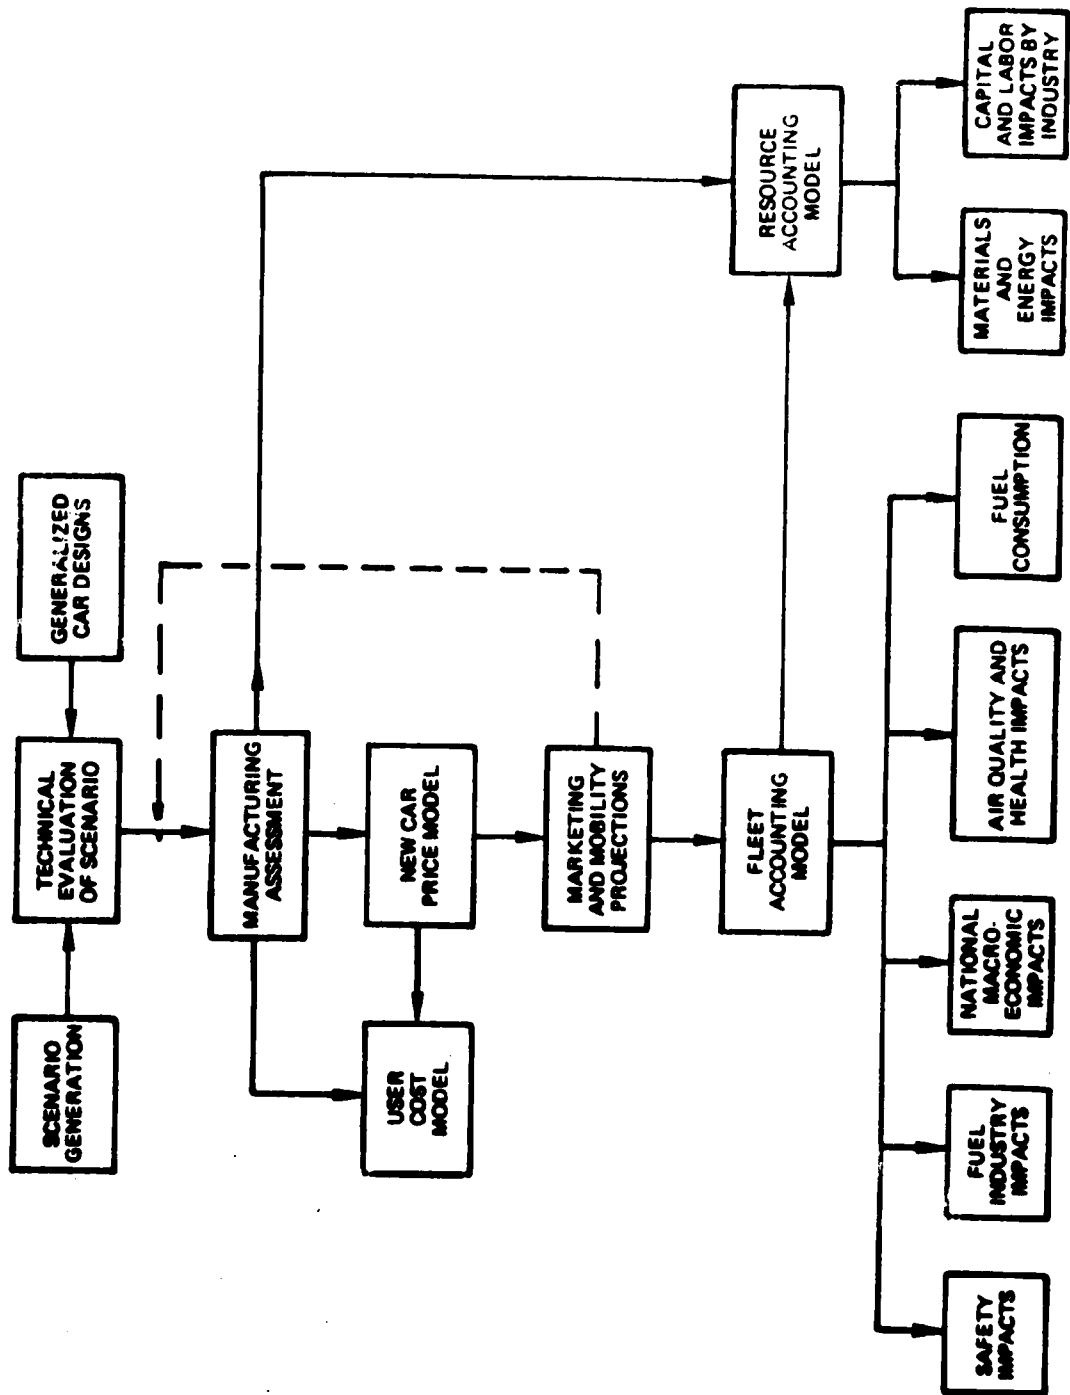 SCENARIO
GENERATION
TECHNICAL
EVALUATION
OF SCENARIO
GENERALIZED
CAR DESIGNS
MANUFACTURING
ASSESSMENT
USER
COST
MODEL
NEW CAR
PRICE MODEL
MARKETING
AND MOBILITY
PROJECTIONS
FLEET
ACCOUNTING
MODEL
RESOURCE
ACCOUNTING
MODEL
SAFETY
IMPACTS
FUEL
INDUSTRY
IMPACTS
NATIONAL
MACRO-
ECONOMIC
IMPACTS
AIR QUALITY AND
HEALTH IMPACTS
FUEL
CONSUMPTION
MATERIALS
AND
ENERGY
IMPACTS
CAPITAL
AND LABOR
IMPACTS BY
INDUSTRY